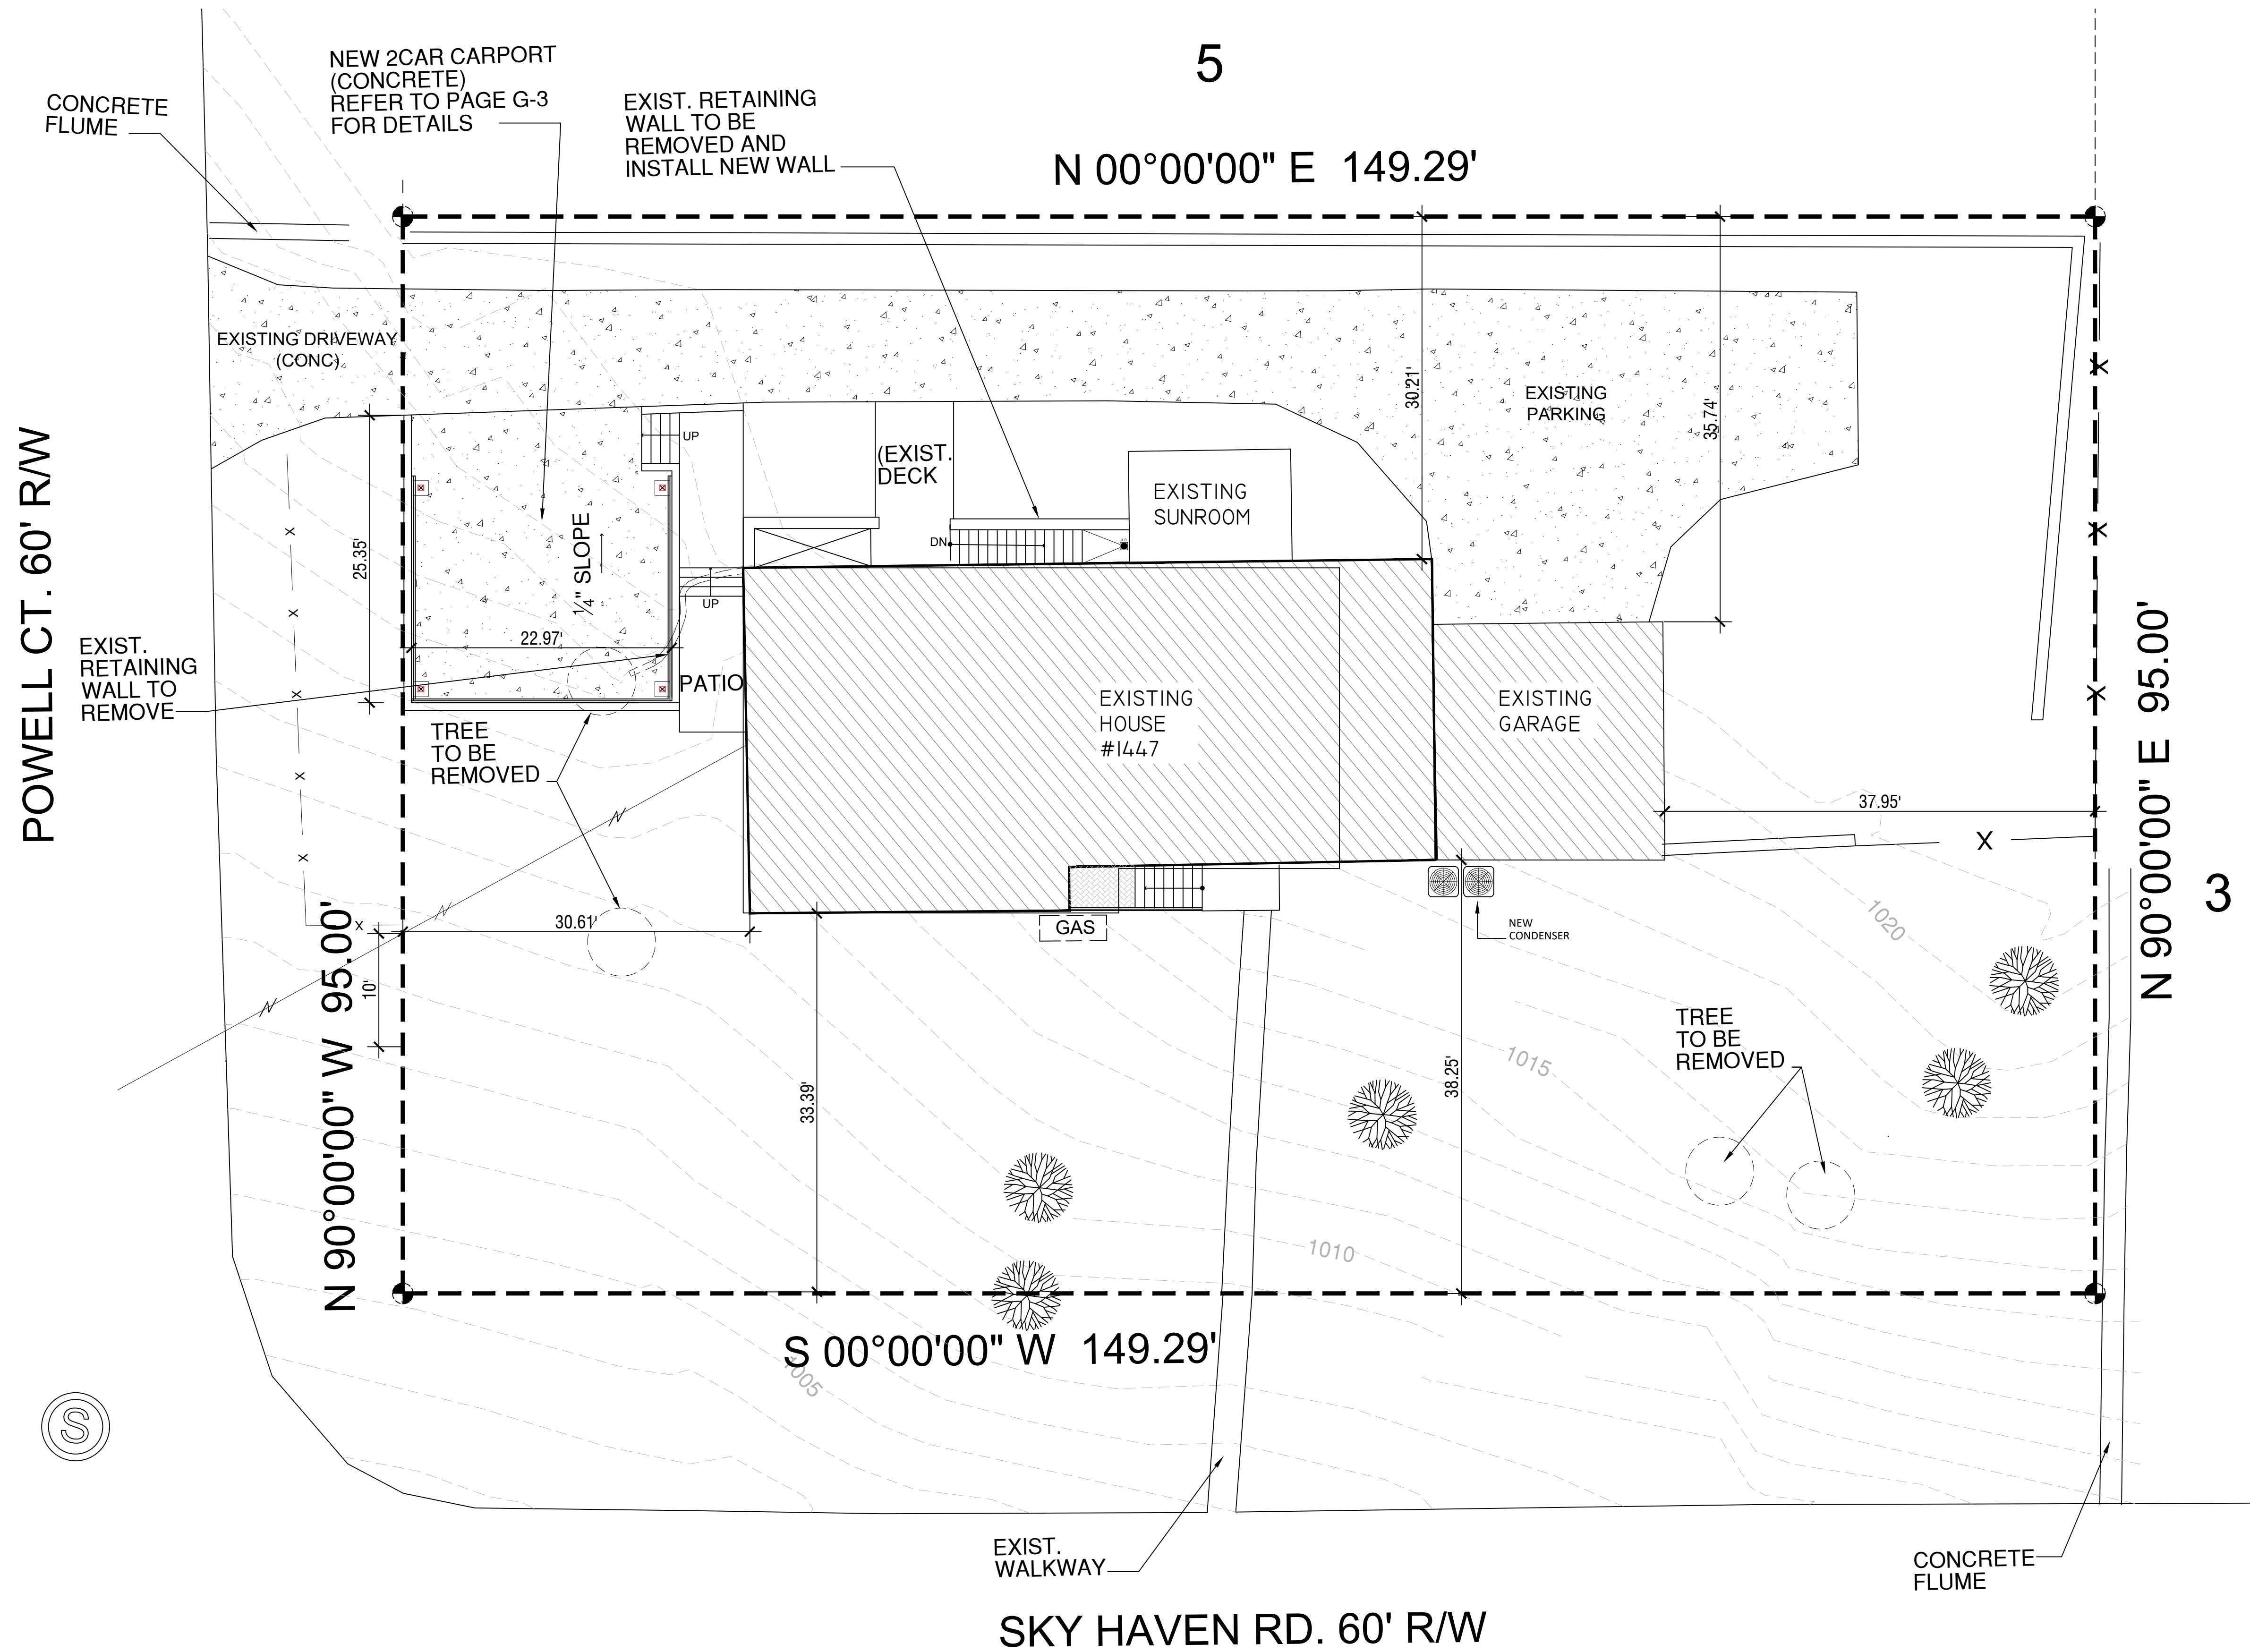 5
NEW 2CAR CARPORT
(CONCRETE)
REFER TO PAGE G-3
FOR DETAILS
CONCRETE
FLUME
EXIST. RETAINING
WALL TO BE
REMOVED AND
INSTALL NEW WALL
N 00°00'00" E 149.29'
EXISTING DRIVEWAY
(CONC)
30.21'
EXISTING
PARKING
35.74'
X
X
X
UP
(EXIST.
DECK
EXISTING
SUNROOM
DN
25.35'
1/4" SLOPE
22.97'
UP
PATIO
POWELL CT. 60' R/W
X
X
X
X
X
X
EXIST.
RETAINING
WALL TO
REMOVE
TREE
TO BE
REMOVED
EXISTING
HOUSE
#1447
EXISTING
GARAGE
37.95'
X
N 90°00'00" E 95.00'
3
30.61'
GAS
NEW
CONDENSER
1020
N 90°00'00" W 95.00'
10'
33.39'
38.25'
1015
TREE
TO BE
REMOVED
1010
S 00°00'00" W 149.29'
1005
S
EXIST.
WALKWAY
CONCRETE
FLUME
SKY HAVEN RD. 60' R/W